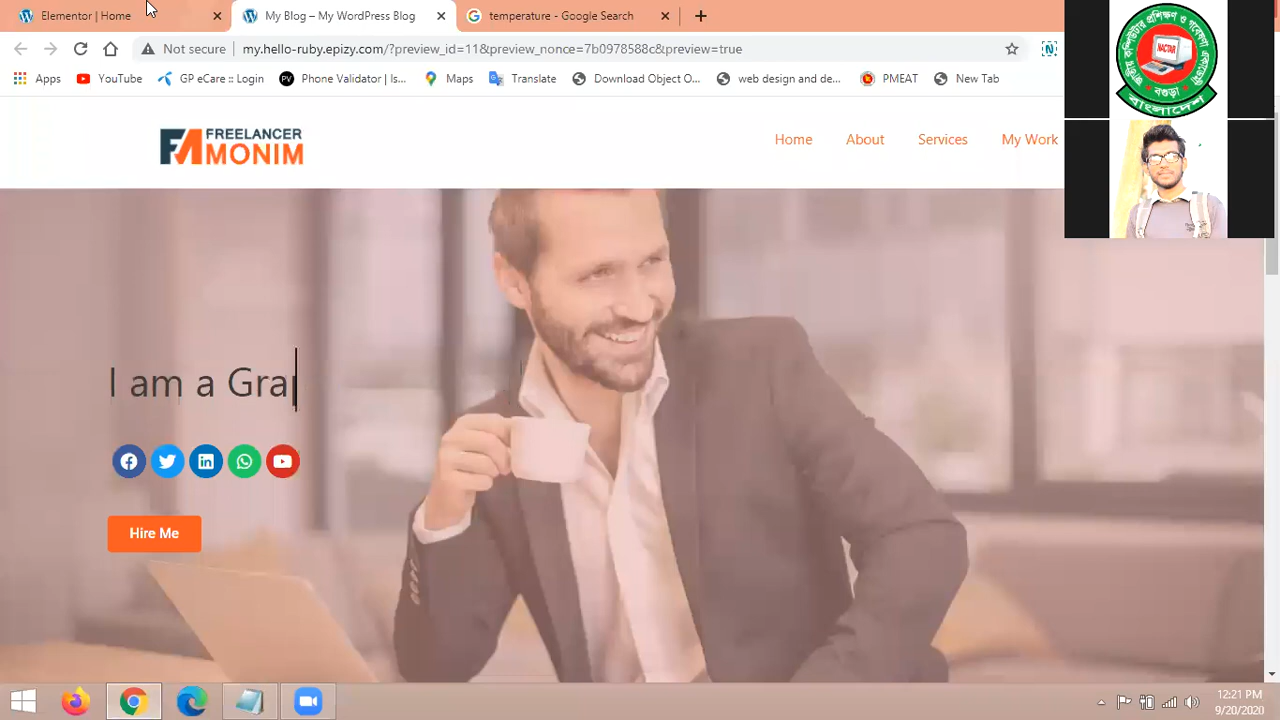 Elementor | Home
My Blog – My WordPress Blog
temperature - Google Search
Not secure
my.hello-ruby.epizy.com/?preview_id=11&preview_nonce=7b0978588c&preview=true
Apps
YouTube
GP eCare :: Login
Phone Validator | Is...
Maps
Translate
Download Object O...
web design and de...
PMEAT
New Tab
NACTAR
বগুড়া
বাংলাদেশ
FREELANCER
MONIM
Home
About
Services
My Work
I am a Grap
Hire Me
12:21 PM
9/20/2020